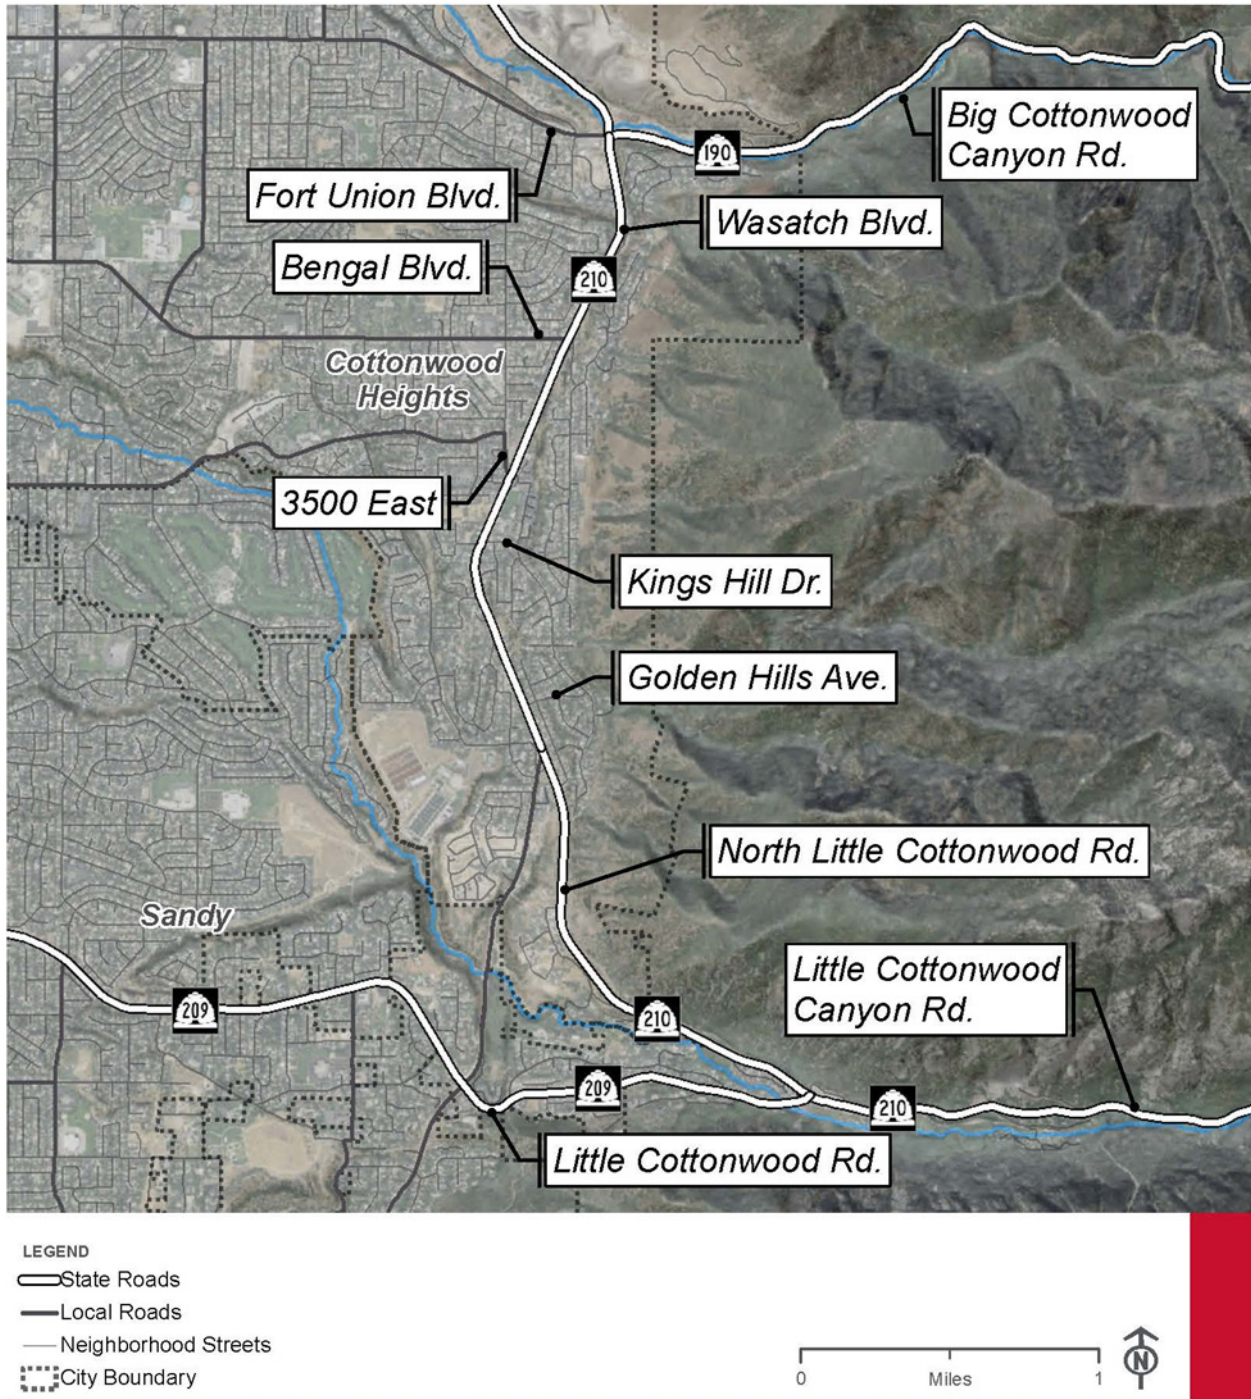 Big Cottonwood
Canyon Rd.
190
Fort Union Blvd.
Wasatch Blvd.
Bengal Blvd.
210
Cottonwood
Heights
3500 East
Kings Hill Dr.
Golden Hills Ave.
North Little Cottonwood Rd.
Sandy
Little Cottonwood
Canyon Rd.
209
210
209
210
Little Cottonwood Rd.
LEGEND
State Roads
Local Roads
Neighborhood Streets
City Boundary
0 Miles 1
N